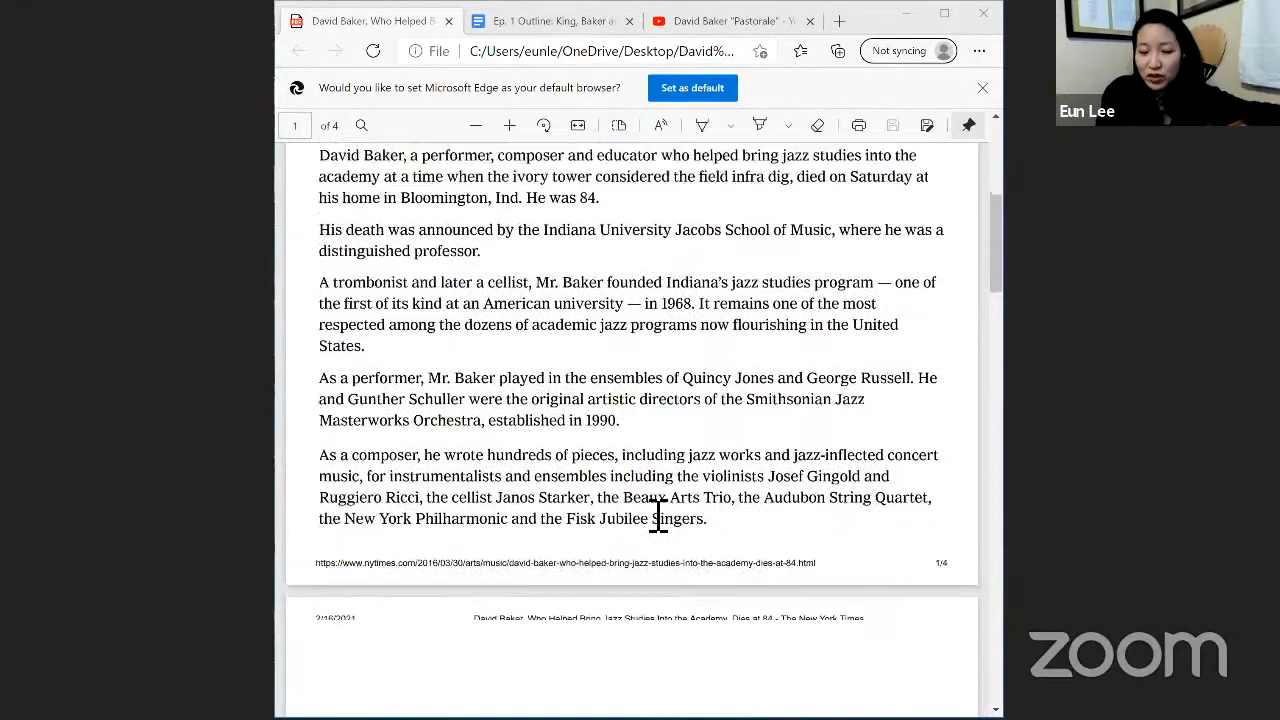 David Baker, Who Helped B
Ep. 1 Outline: King, Baker a
David Baker "Pastorale" - Y
File
C:/Users/eunle/OneDrive/Desktop/David%...
Not syncing
Would you like to set Microsoft Edge as your default browser?
Set as default
1 of 4
David Baker, a performer, composer and educator who helped bring jazz studies into the
academy at a time when the ivory tower considered the field infra dig, died on Saturday at
his home in Bloomington, Ind. He was 84.
His death was announced by the Indiana University Jacobs School of Music, where he was a
distinguished professor.
A trombonist and later a cellist, Mr. Baker founded Indiana's jazz studies program — one of
the first of its kind at an American university — in 1968. It remains one of the most
respected among the dozens of academic jazz programs now flourishing in the United
States.
As a performer, Mr. Baker played in the ensembles of Quincy Jones and George Russell. He
and Gunther Schuller were the original artistic directors of the Smithsonian Jazz
Masterworks Orchestra, established in 1990.
As a composer, he wrote hundreds of pieces, including jazz works and jazz-inflected concert
music, for instrumentalists and ensembles including the violinists Josef Gingold and
Ruggiero Ricci, the cellist Janos Starker, the Beaux Arts Trio, the Audubon String Quartet,
the New York Philharmonic and the Fisk Jubilee Singers.
https://www.nytimes.com/2016/03/30/arts/music/david-baker-who-helped-bring-jazz-studies-into-the-academy-dies-at-84.html
1/4
2/16/2021
David Baker, Who Helped Bring Jazz Studies Into the Academy, Dies at 84 - The New York Times
Eun Lee
zoom